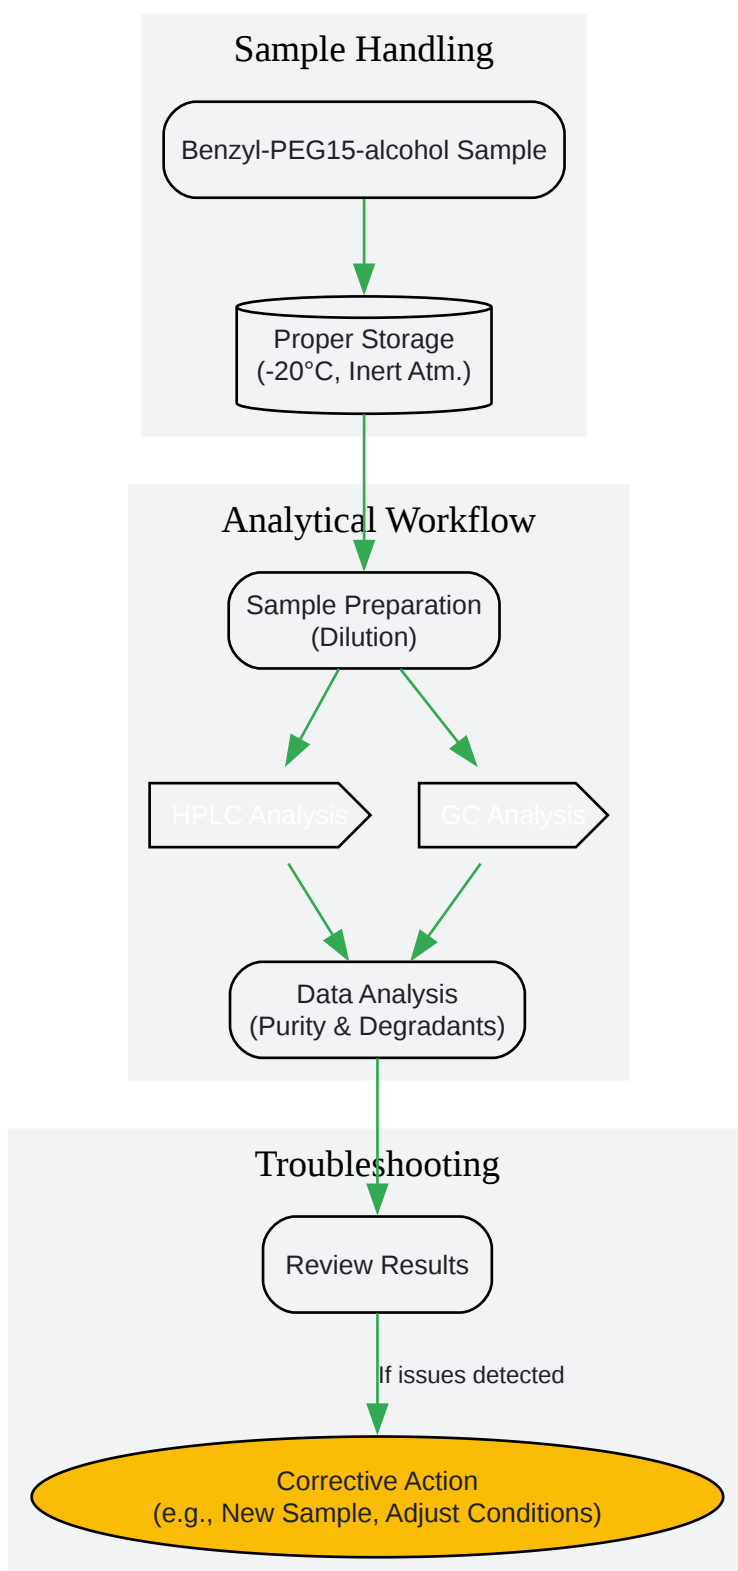 Sample Handling
Benzyl-PEG15-alcohol Sample
Proper Storage
(-20°C, Inert Atm.)
Analytical Workflow
Sample Preparation
(Dilution)
HPLC Analysis
GC Analysis
Data Analysis
(Purity & Degradants)
Troubleshooting
Review Results
If issues detected
Corrective Action
(e.g., New Sample, Adjust Conditions)